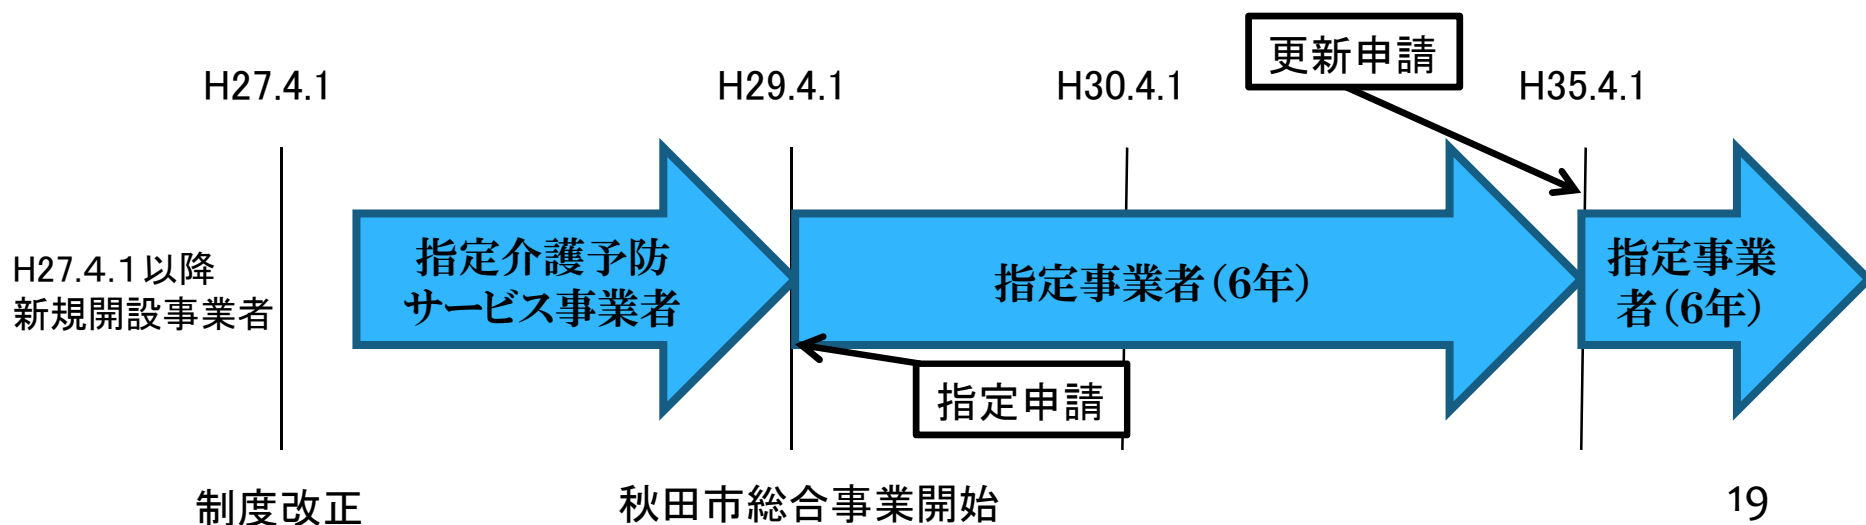 更新申請
H27.4.1
H29.4.1
H30.4.1
H35.4.1
H27.4.1以降
新規開設事業者
指定介護予防
サービス事業者
指定事業者(6年)
指定事業
者(6年)
指定申請
制度改正
秋田市総合事業開始
19